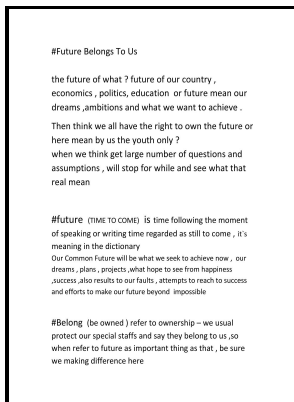 #Future Belongs To Us
the future of what ? future of our country ,
economics , politics, education  or future mean our
dreams ,ambitions and what we want to achieve .
Then think we all have the right to own the future or
here mean by us the youth only ?
when we think get large number of questions and
assumptions , will stop for while and see what that
real mean
#future  (TIME TO COME)  is time following the moment
of speaking or writing time regarded as still to come , it`s
meaning in the dictionary
Our Common Future will be what we seek to achieve now ,  our
dreams , plans , projects ,what hope to see from happiness
,success ,also results to our faults , attempts to reach to success
and efforts to make our future beyond  impossible
#Belong  (be owned ) refer to ownership – we usual
protect our special staffs and say they belong to us ,so
when refer to future as important thing as that , be sure
we making difference here